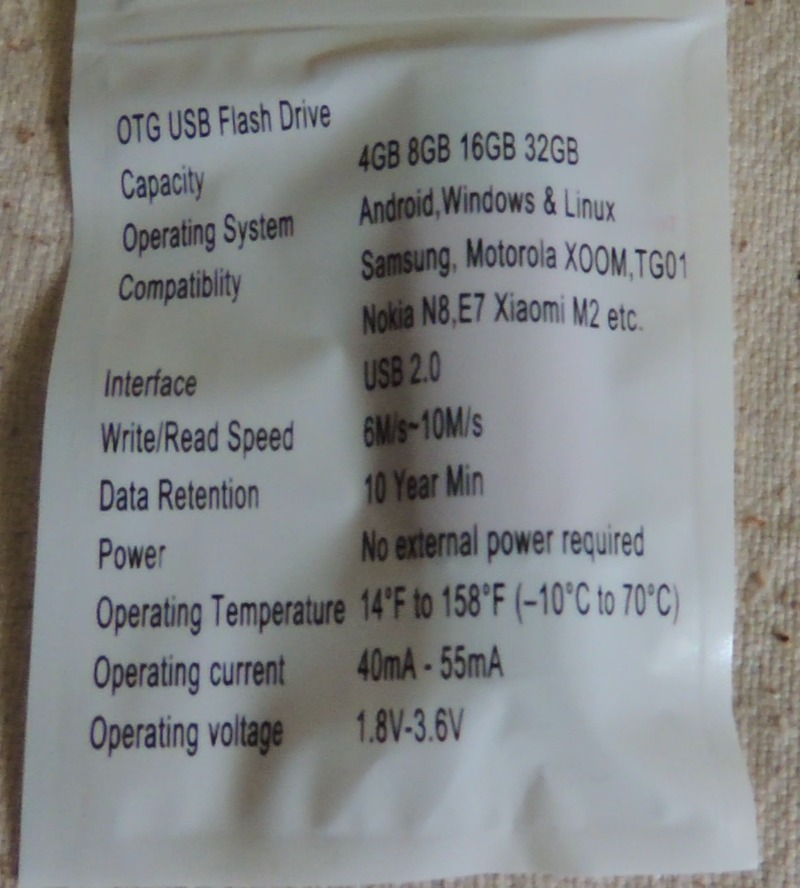 OTG USB Flash Drive
Capacity 4GB 8GB 16GB 32GB
Operating System Android,Windows & Linux
Compatiblity Samsung, Motorola XOOM,TG01
Nokia N8,E7 Xiaomi M2 etc.
Interface USB 2.0
Write/Read Speed 6M/s~10M/s
Data Retention 10 Year Min
Power No external power required
Operating Temperature 14°F to 158°F (–10°C to 70°C)
Operating current 40mA - 55mA
Operating voltage 1.8V-3.6V